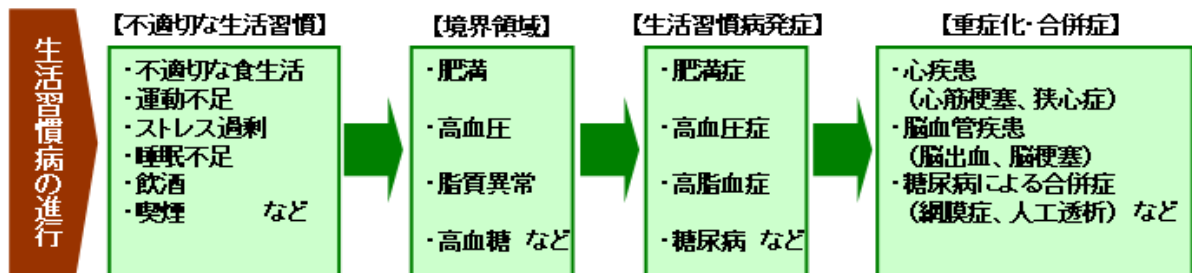 生活習慣病の進行
【不適切な生活習慣】
・不適切な食生活
・運動不足
・ストレス過剰
・睡眠不足
・飲酒
・喫煙 など
【境界領域】
・肥満
・高血圧
・脂質異常
・高血糖 など
【生活習慣病発症】
・肥満症
・高血圧症
・高脂血症
・糖尿病 など
【重症化・合併症】
・心疾患
（心筋梗塞、狭心症）
・脳血管疾患
（脳出血、脳梗塞）
・糖尿病による合併症
（網膜症、人工透析） など